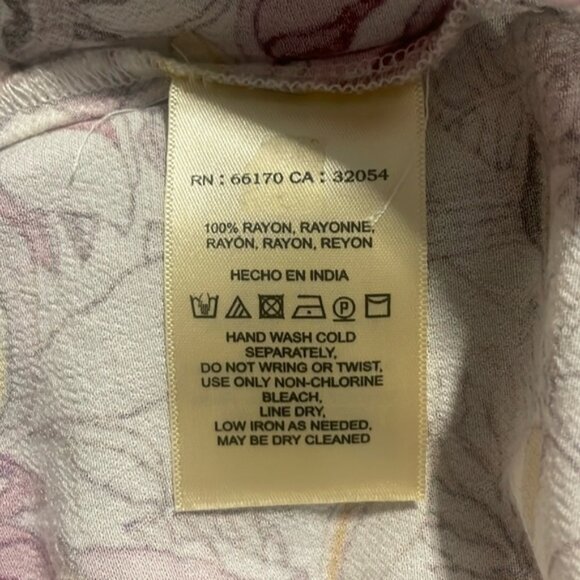 RN : 66170 CA : 32054
100% RAYON, RAYONNE,
RAYÓN, RAYON, REYON
HECHO EN INDIA
P
HAND WASH COLD
SEPARATELY,
DO NOT WRING OR TWIST,
USE ONLY NON-CHLORINE
BLEACH,
LINE DRY,
LOW IRON AS NEEDED,
MAY BE DRY CLEANED